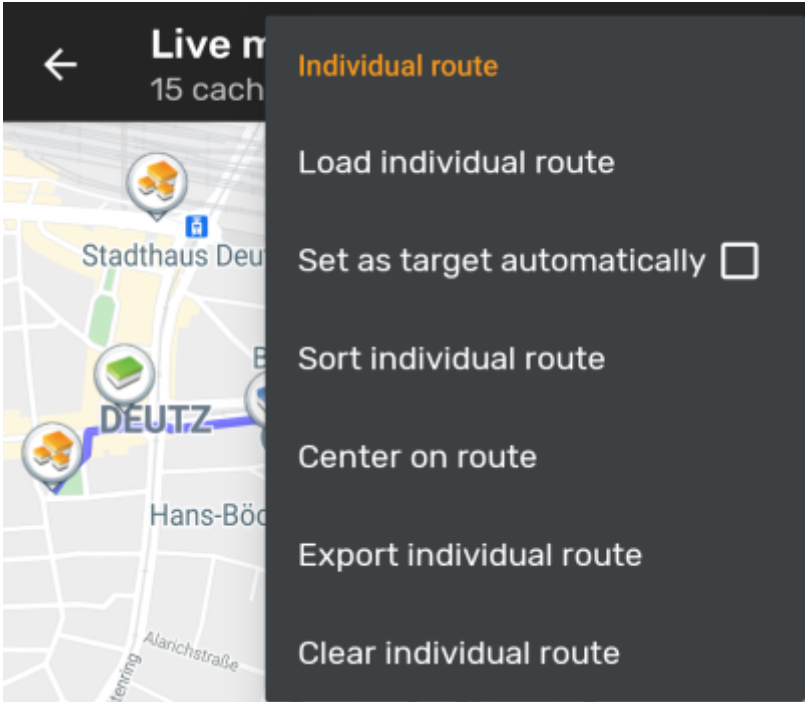 Live m
15 cach
Individual route
Load individual route
Set as target automatically
Sort individual route
Center on route
Export individual route
Clear individual route
Stadthaus Deu
B
DEUTZ
Hans-Böc
Alarichstraße
tenring